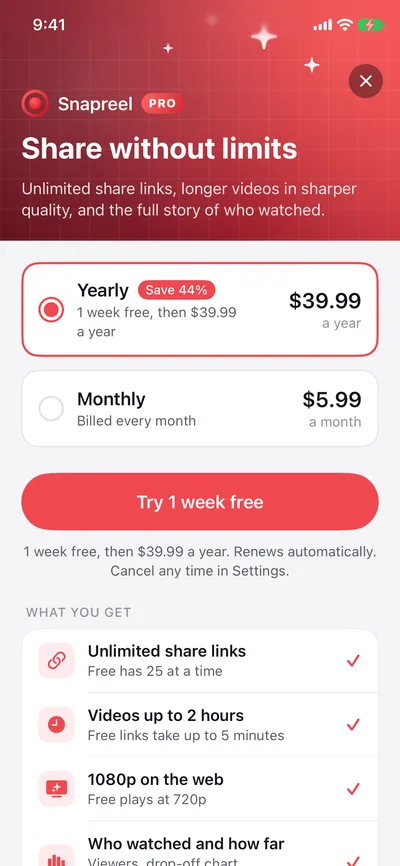 9:41
Snapreel PRO
Share without limits
Unlimited share links, longer videos in sharper
quality, and the full story of who watched.
Yearly Save 44%
1 week free, then $39.99
a year
$39.99
a year
Monthly
Billed every month
$5.99
a month
Try 1 week free
1 week free, then $39.99 a year. Renews automatically.
Cancel any time in Settings.
WHAT YOU GET
Unlimited share links
Free has 25 at a time
Videos up to 2 hours
Free links take up to 5 minutes
1080p on the web
Free plays at 720p
Who watched and how far
Viewers, drop-off chart